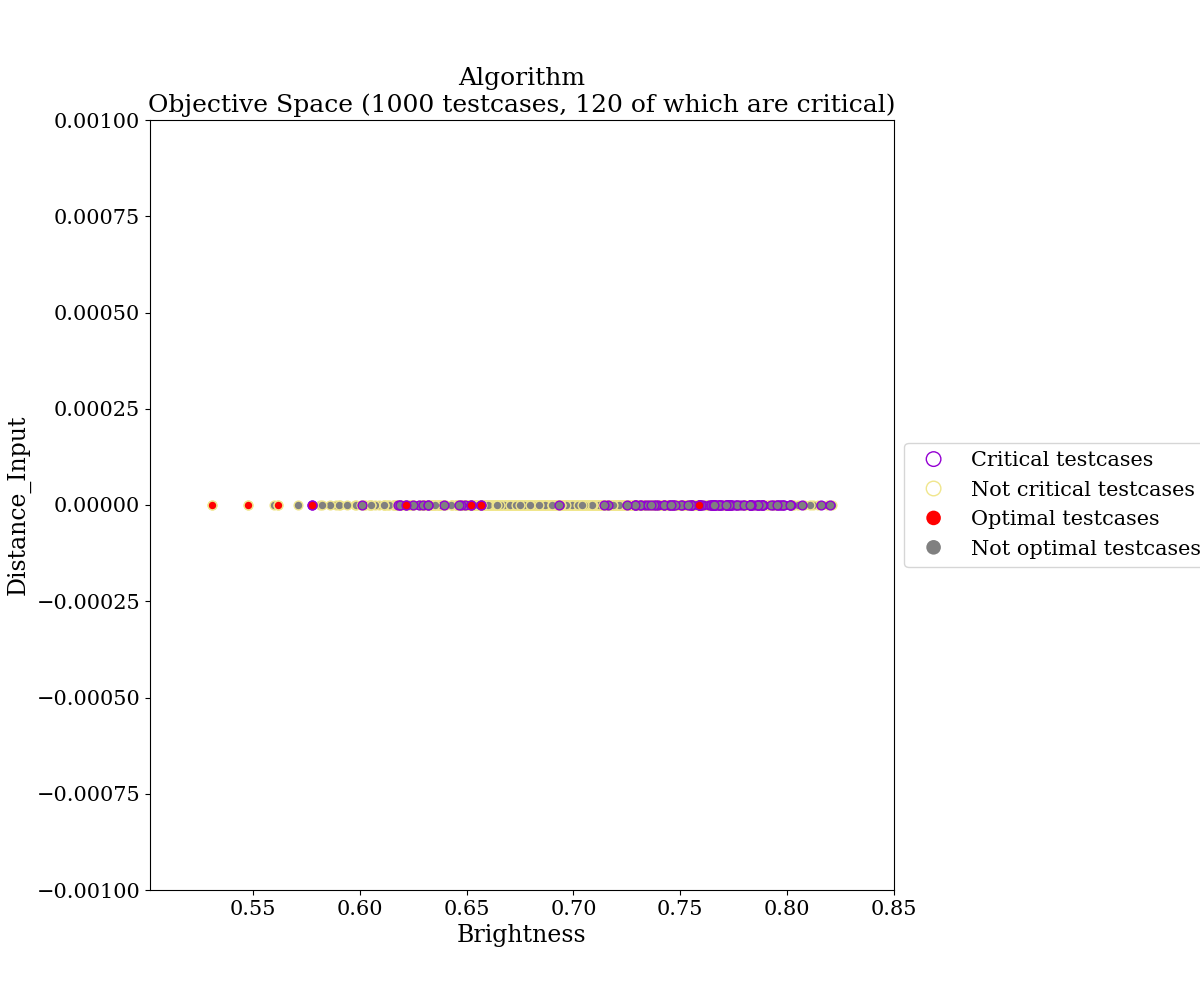 Algorithm
Objective Space (1000 testcases, 120 of which are critical)
0.00100
0.00075
0.00050
0.00025
0.00000
−0.00025
−0.00050
−0.00075
−0.00100
Distance_Input
0.55 0.60 0.65 0.70 0.75 0.80 0.85
Brightness
Critical testcases
Not critical testcases
Optimal testcases
Not optimal testcases